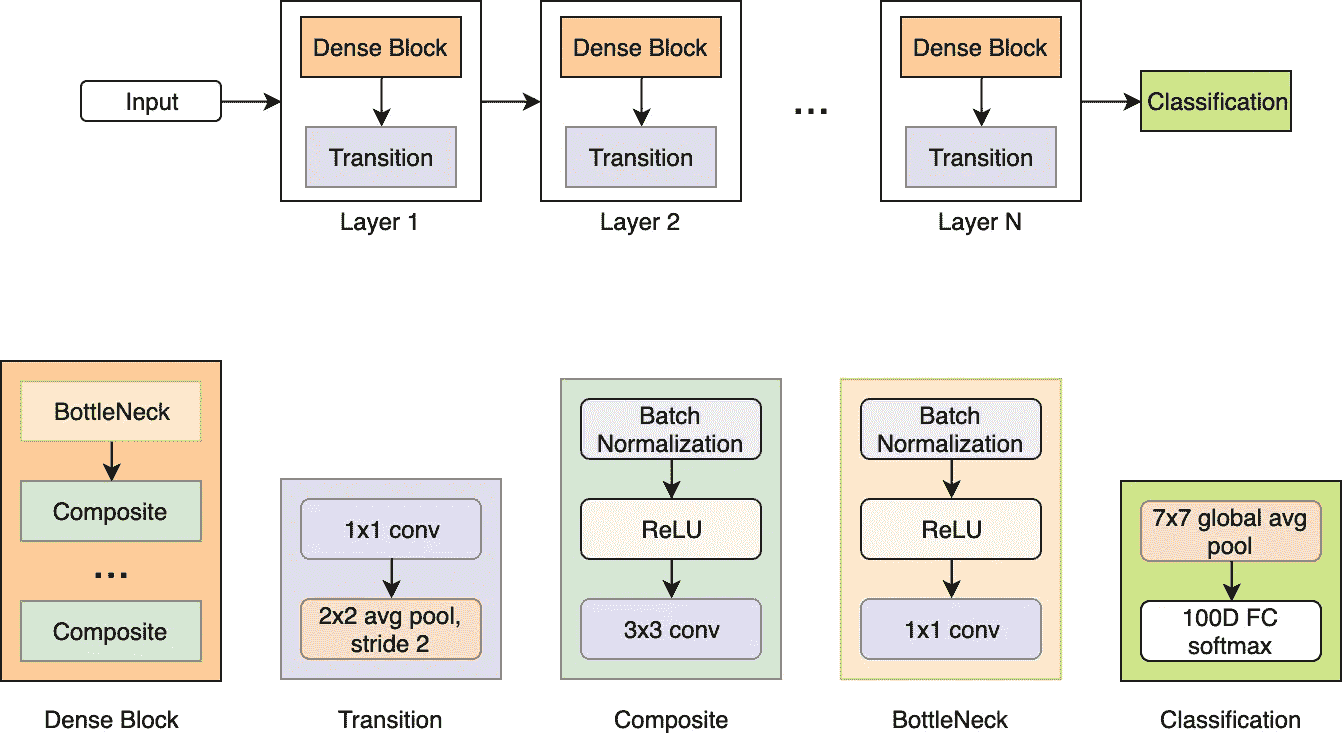 Dense Block
Dense Block
Dense Block
Input
...
Classification
Transition
Transition
Transition
Layer 1
Layer 2
Layer N
BottleNeck
Composite
...
Composite
Dense Block
1x1 conv
2x2 avg pool,
stride 2
Transition
Batch
Normalization
ReLU
3x3 conv
Composite
Batch
Normalization
ReLU
1x1 conv
BottleNeck
7x7 global avg
pool
100D FC
softmax
Classification